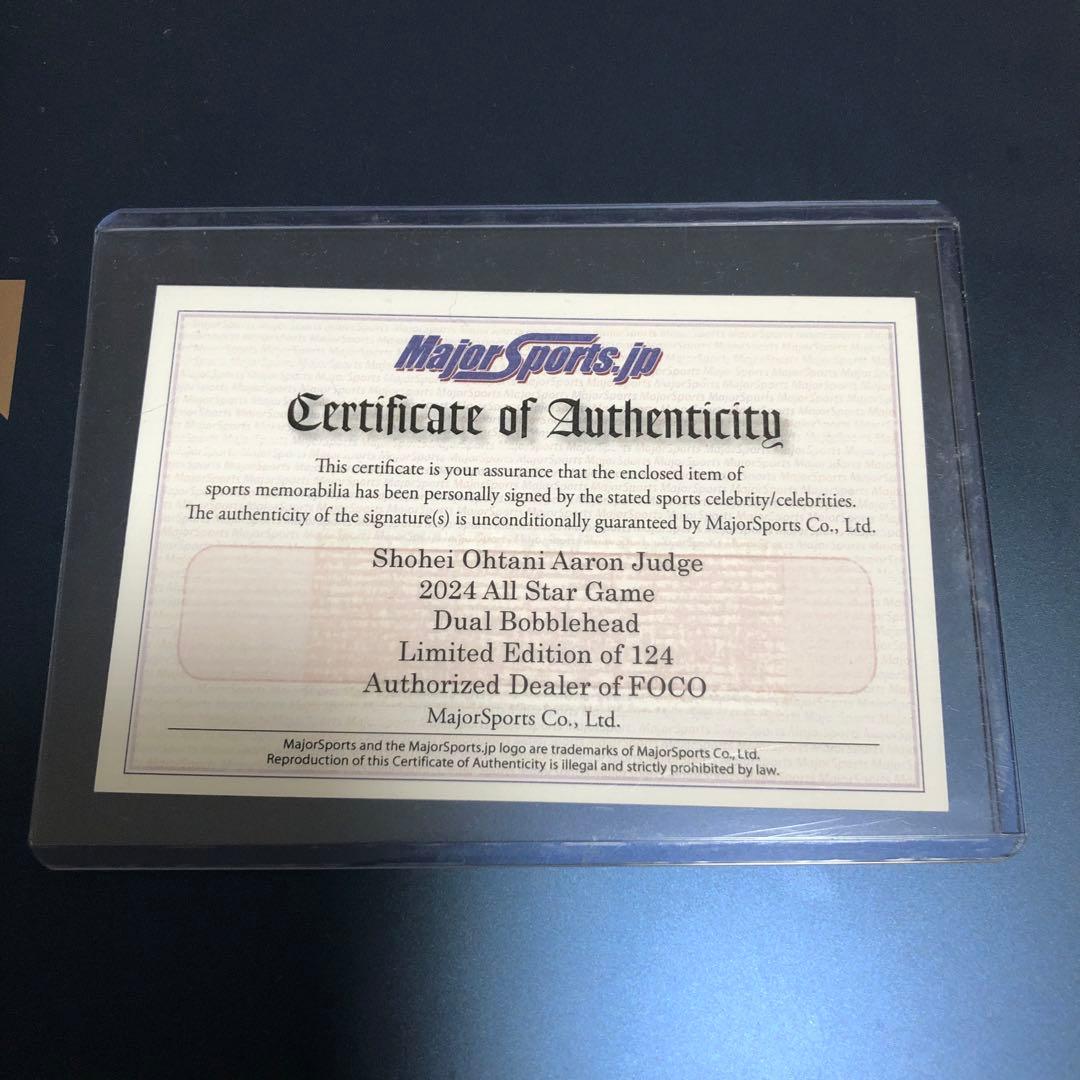 MajorSports.jp
Certificate of Authenticity
This certificate is your assurance that the enclosed item of
sports memorabilia has been personally signed by the stated sports celebrity/celebrities.
The authenticity of the signature(s) is unconditionally guaranteed by MajorSports Co., Ltd.
Shohei Ohtani Aaron Judge
2024 All Star Game
Dual Bobblehead
Limited Edition of 124
Authorized Dealer of FOCO
MajorSports Co., Ltd.
MajorSports and the MajorSports.jp logo are trademarks of MajorSports Co., Ltd.
Reproduction of this Certificate of Authenticity is illegal and strictly prohibited by law.